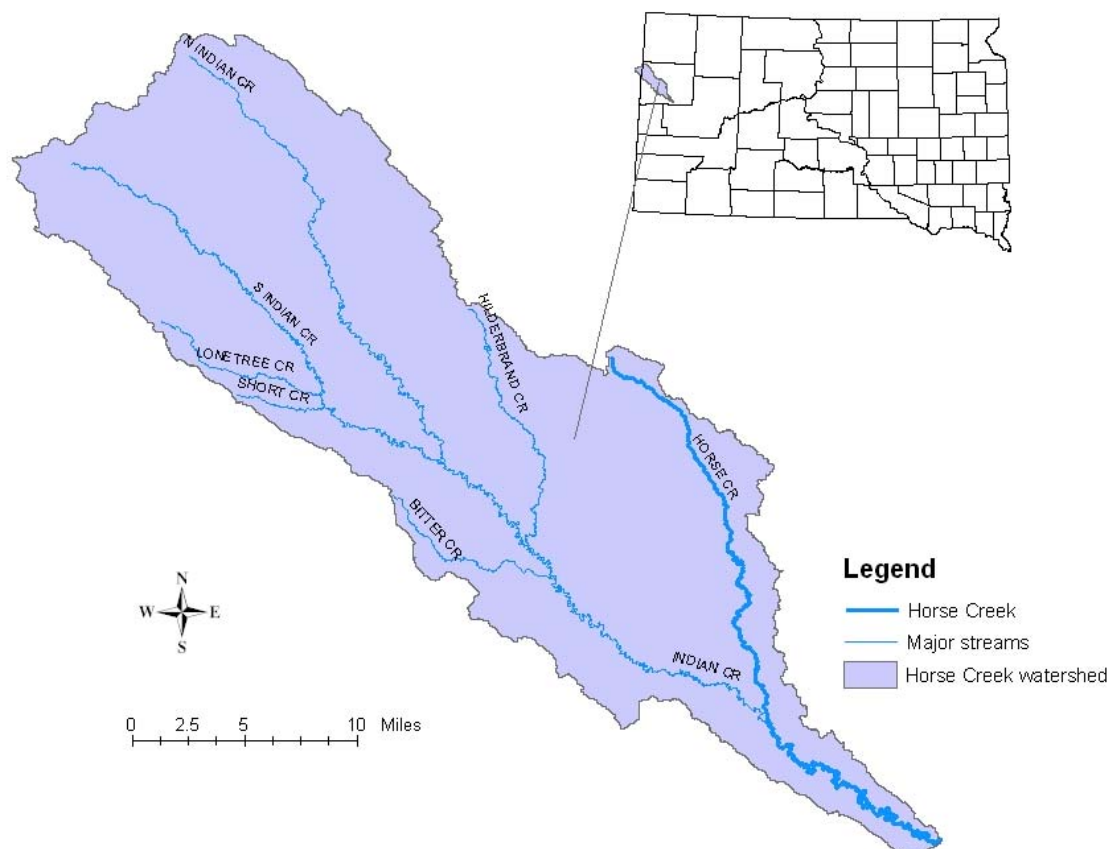 N INDIAN CR
S INDIAN CR
HILDERBRAND CR
LONETREE CR
SHORT CR
HORSE CR
BITTER CR
INDIAN CR
N
W E
S
0 2.5 5 10 Miles
Legend
Horse Creek
Major streams
Horse Creek watershed